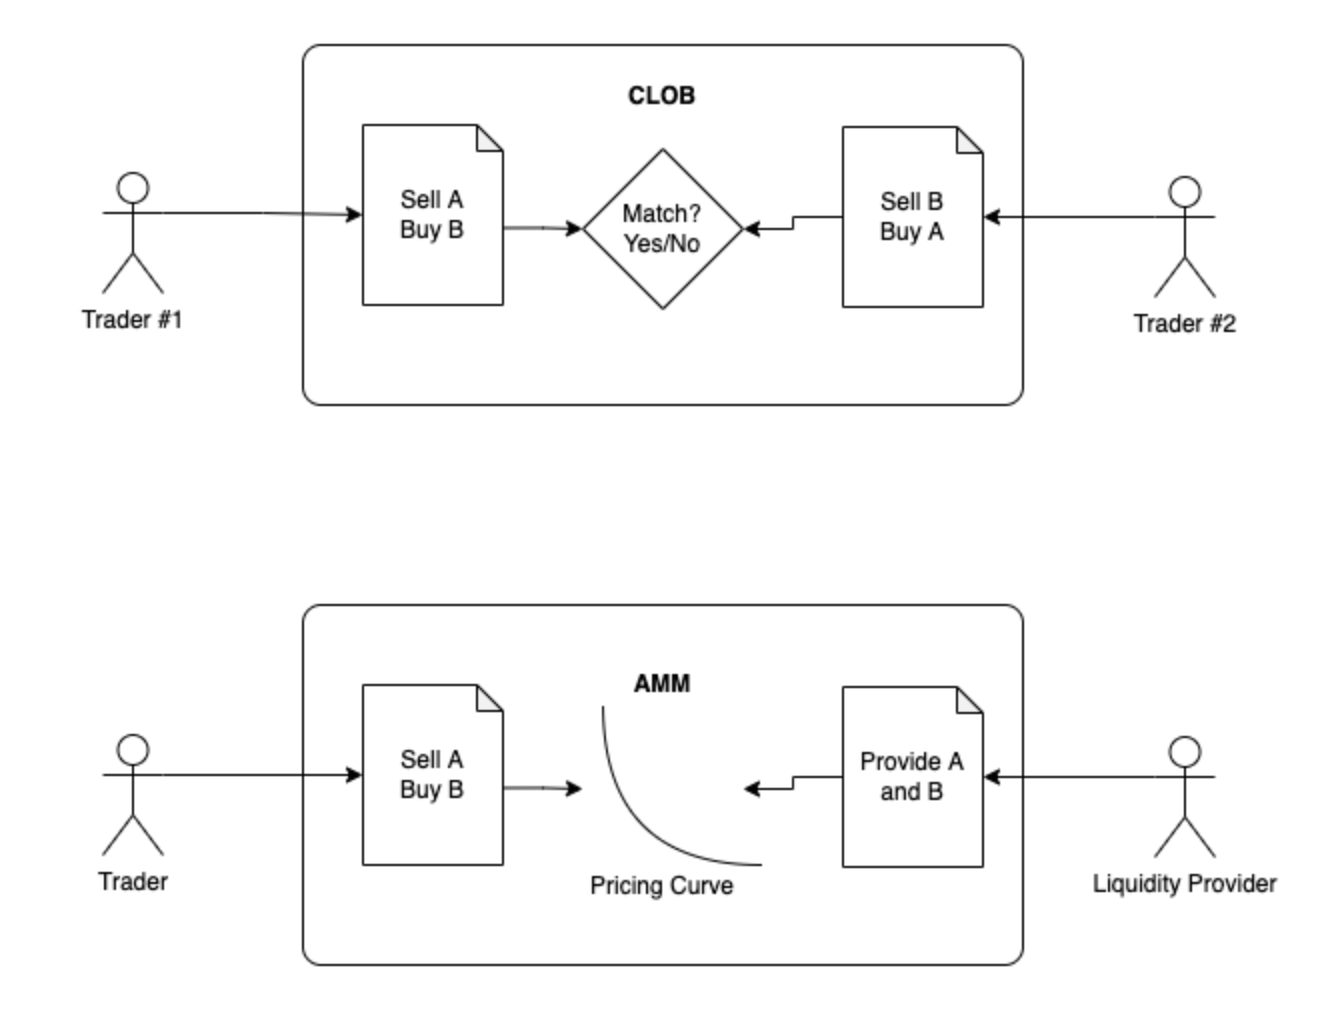 CLOB
Sell A
Buy B
Match?
Yes/No
Sell B
Buy A
Trader #1
Trader #2
AMM
Sell A
Buy B
Provide A
and B
Pricing Curve
Trader
Liquidity Provider